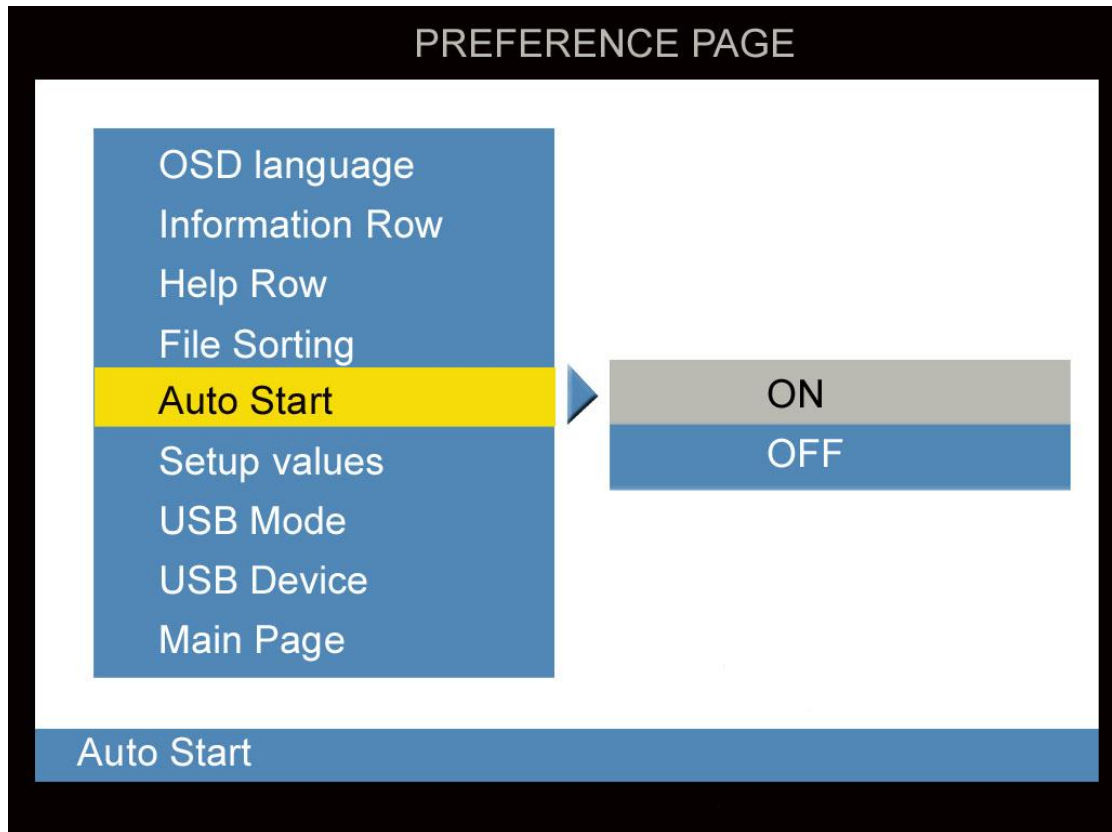 PREFERENCE PAGE
OSD language
Information Row
Help Row
File Sorting
Auto Start
Setup values
USB Mode
USB Device
Main Page
ON
OFF
Auto Start